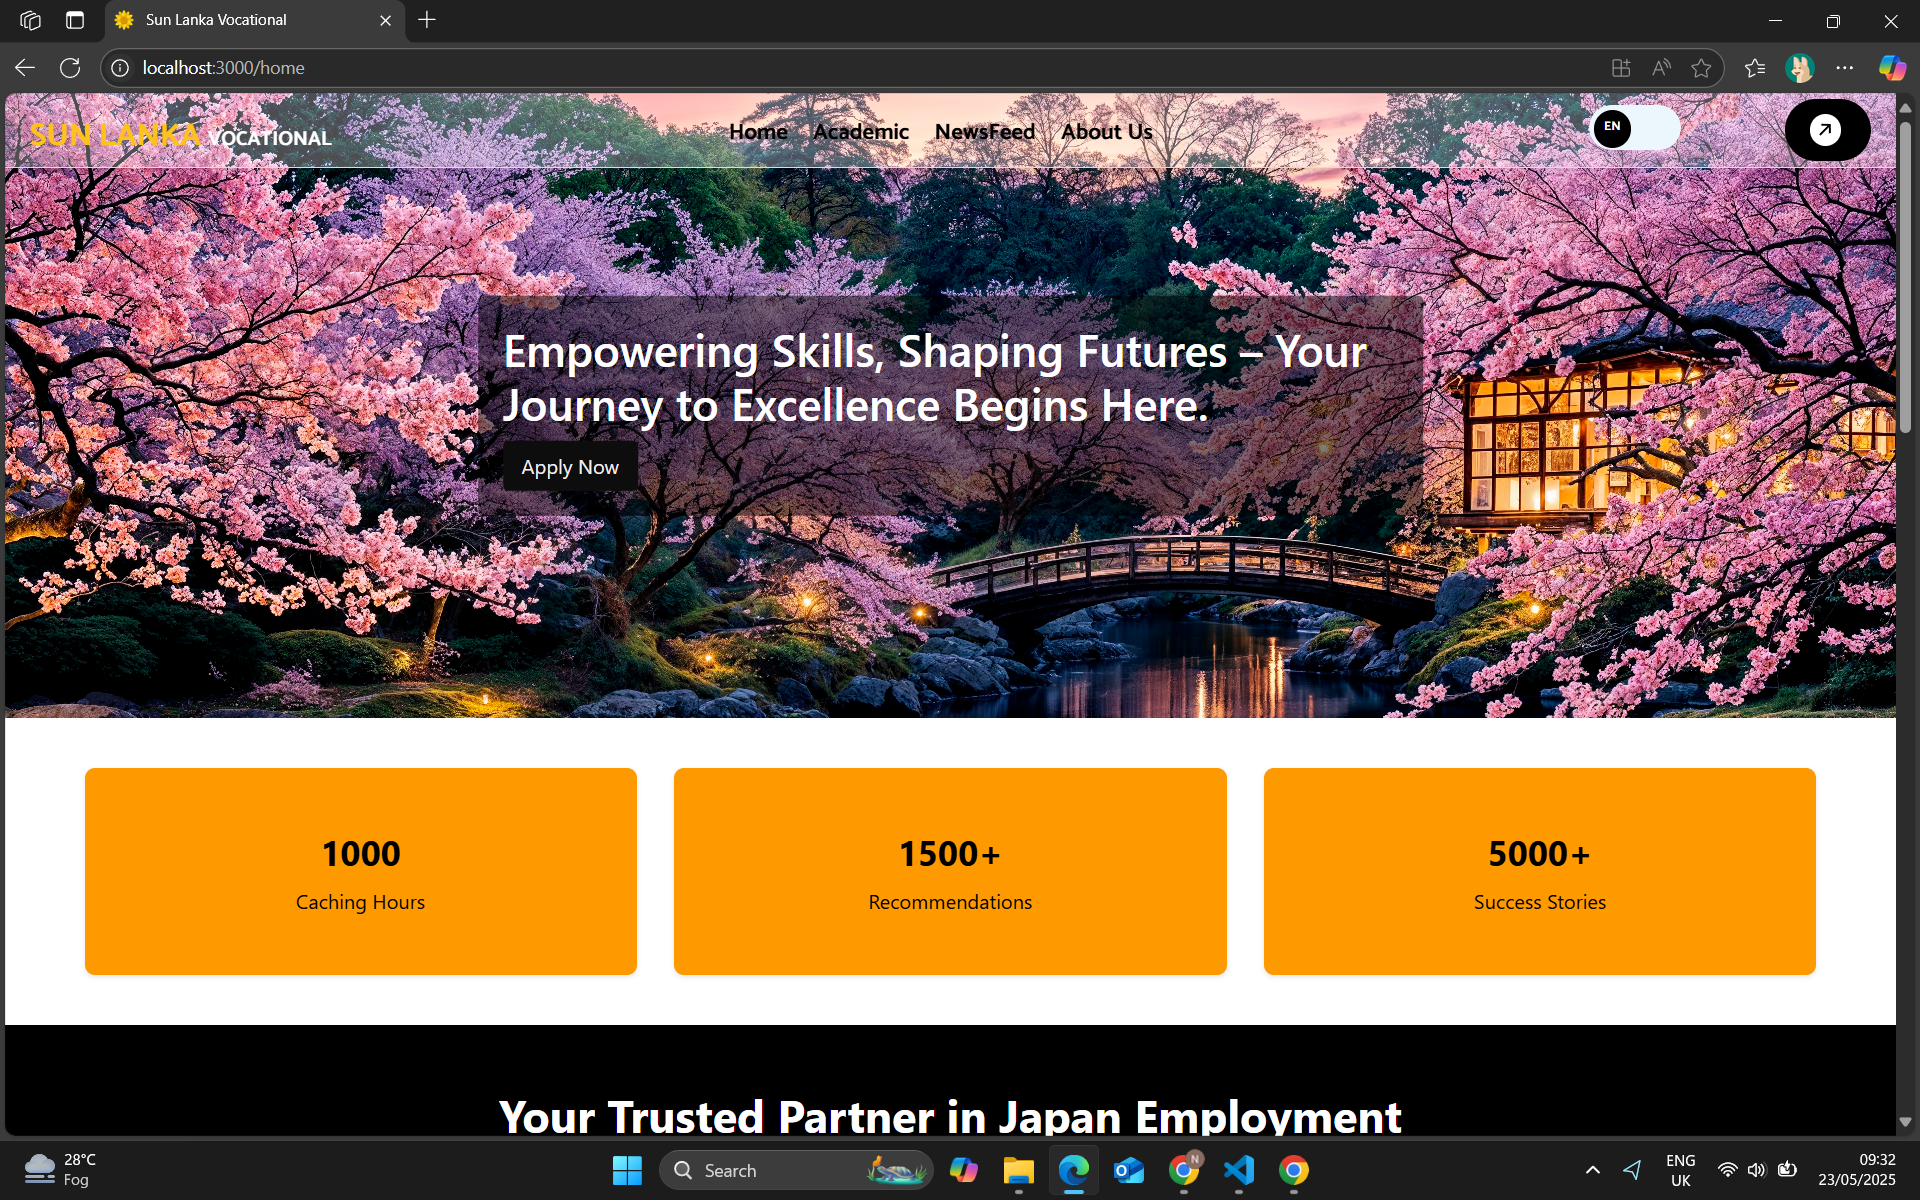 Sun Lanka Vocational
localhost:3000/home
SUN LANKA VOCATIONAL
Home Academic NewsFeed About Us
EN
Empowering Skills, Shaping Futures – Your
Journey to Excellence Begins Here.
Apply Now
1000
Caching Hours
1500+
Recommendations
5000+
Success Stories
Your Trusted Partner in Japan Employment
28°C
Fog
Search
N
ENG
UK
09:32
23/05/2025